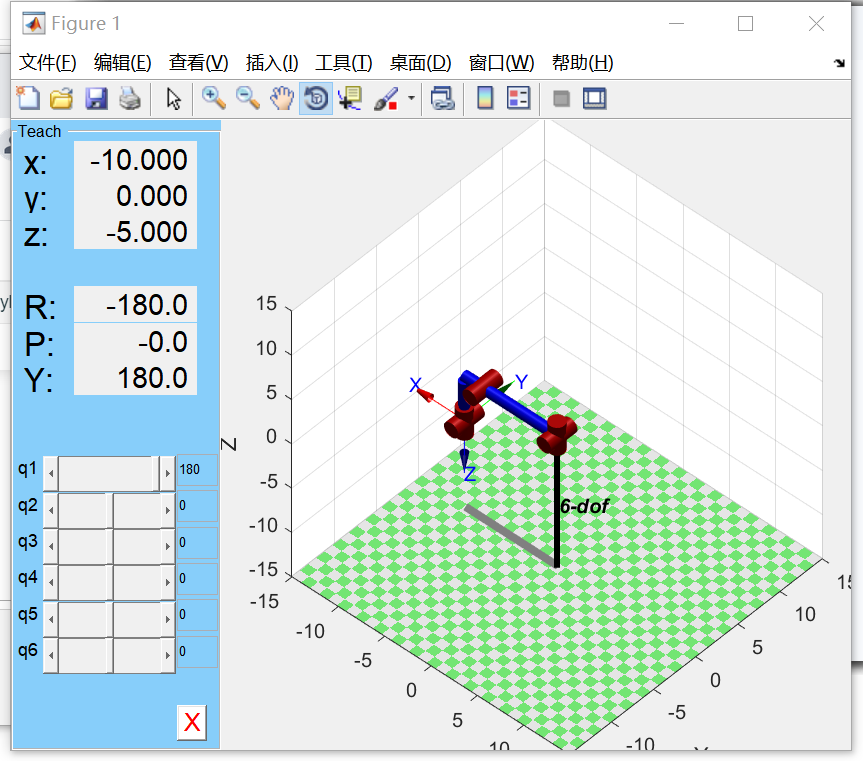 Figure 1
文件(F) 编辑(E) 查看(V) 插入(I) 工具(T) 桌面(D) 窗口(W) 帮助(H)
Teach
x: -10.000
y: 0.000
z: -5.000
R: -180.0
P: -0.0
Y: 180.0
q1 180
q2 0
q3 0
q4 0
q5 0
q6 0
X
15
10
5
0
-5
-10
-15
Z
X
Y
Z
6-dof
-15
-10
-5
0
5
10
15
10
5
0
-5
-10